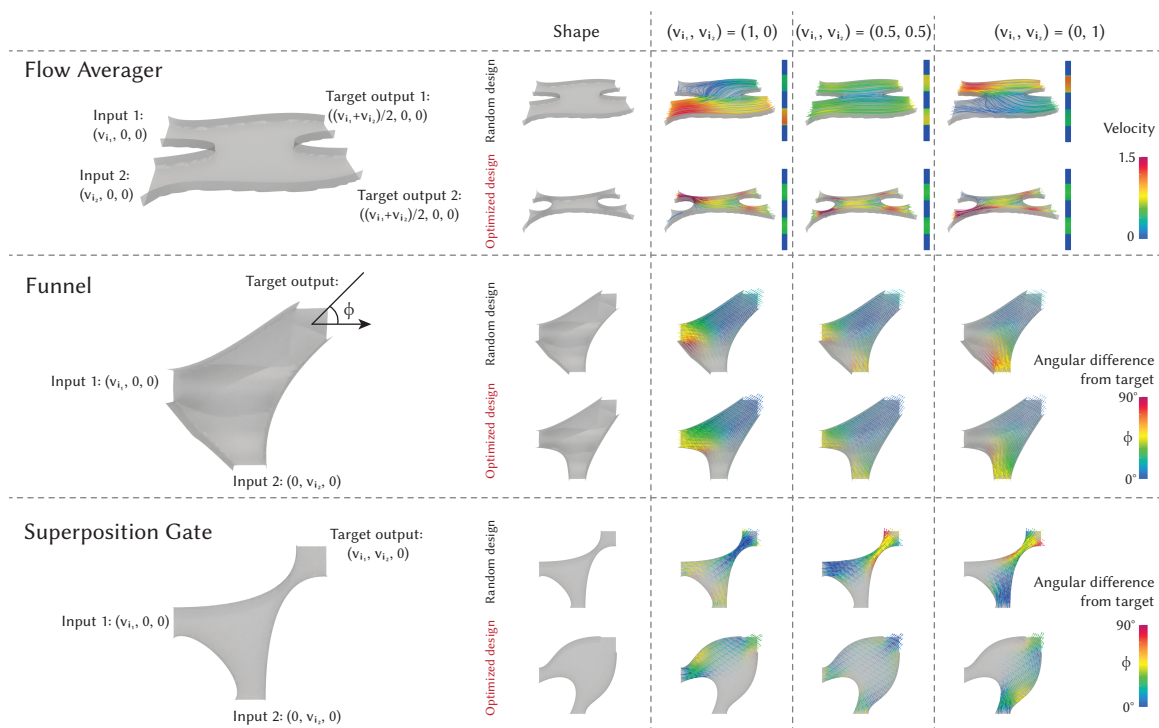 Shape
(vi₁, vi₂) = (1, 0)
(vi₁, vi₂) = (0.5, 0.5)
(vi₁, vi₂) = (0, 1)
Flow Averager
Input 1:
(vi₁, 0, 0)
Target output 1:
((vi₁+vi₂)/2, 0, 0)
Input 2:
(vi₂, 0, 0)
Target output 2:
((vi₁+vi₂)/2, 0, 0)
Random design
Optimized design
Velocity
1.5
0
Funnel
Target output:
ϕ
Input 1: (vi₁, 0, 0)
Input 2: (0, vi₂, 0)
Random design
Optimized design
Angular difference
from target
90°
ϕ
0°
Superposition Gate
Target output:
(vi₁, vi₂, 0)
Input 1: (vi₁, 0, 0)
Input 2: (0, vi₂, 0)
Random design
Optimized design
Angular difference
from target
90°
ϕ
0°